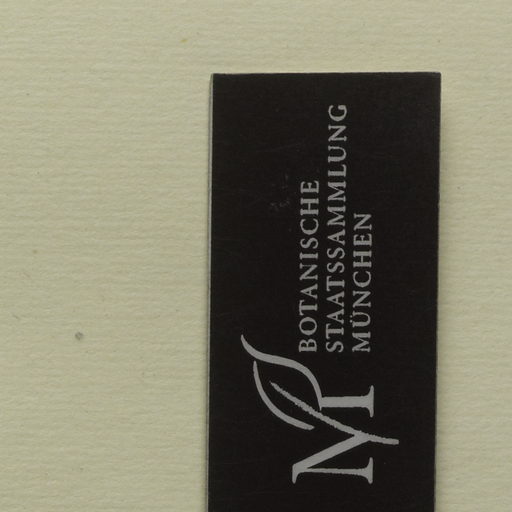 BOTANISCHE
STAATSSAMMLUNG
MÜNCHEN
M